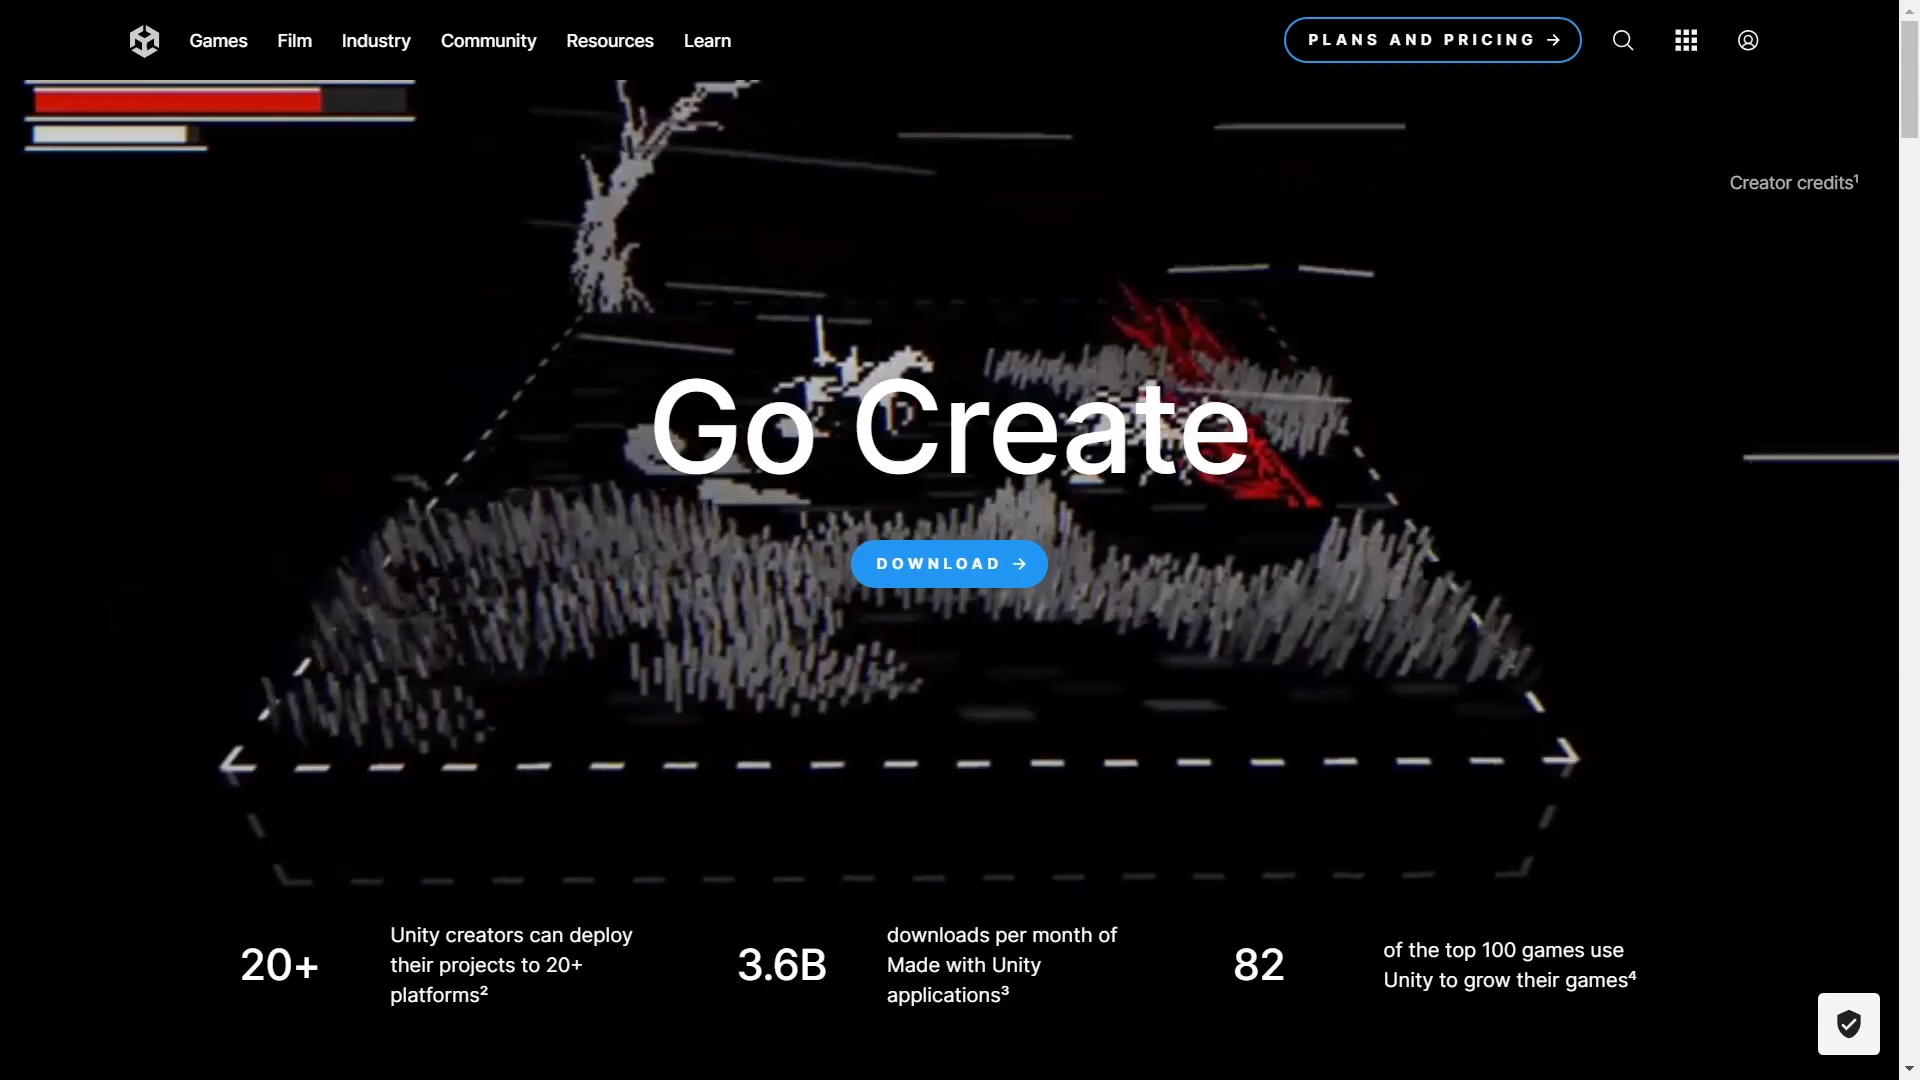 Games Film Industry Community Resources Learn
PLANS AND PRICING →
Creator credits¹
Go Create
DOWNLOAD →
20+
Unity creators can deploy
their projects to 20+
platforms²
3.6B
downloads per month of
Made with Unity
applications³
82
of the top 100 games use
Unity to grow their games⁴